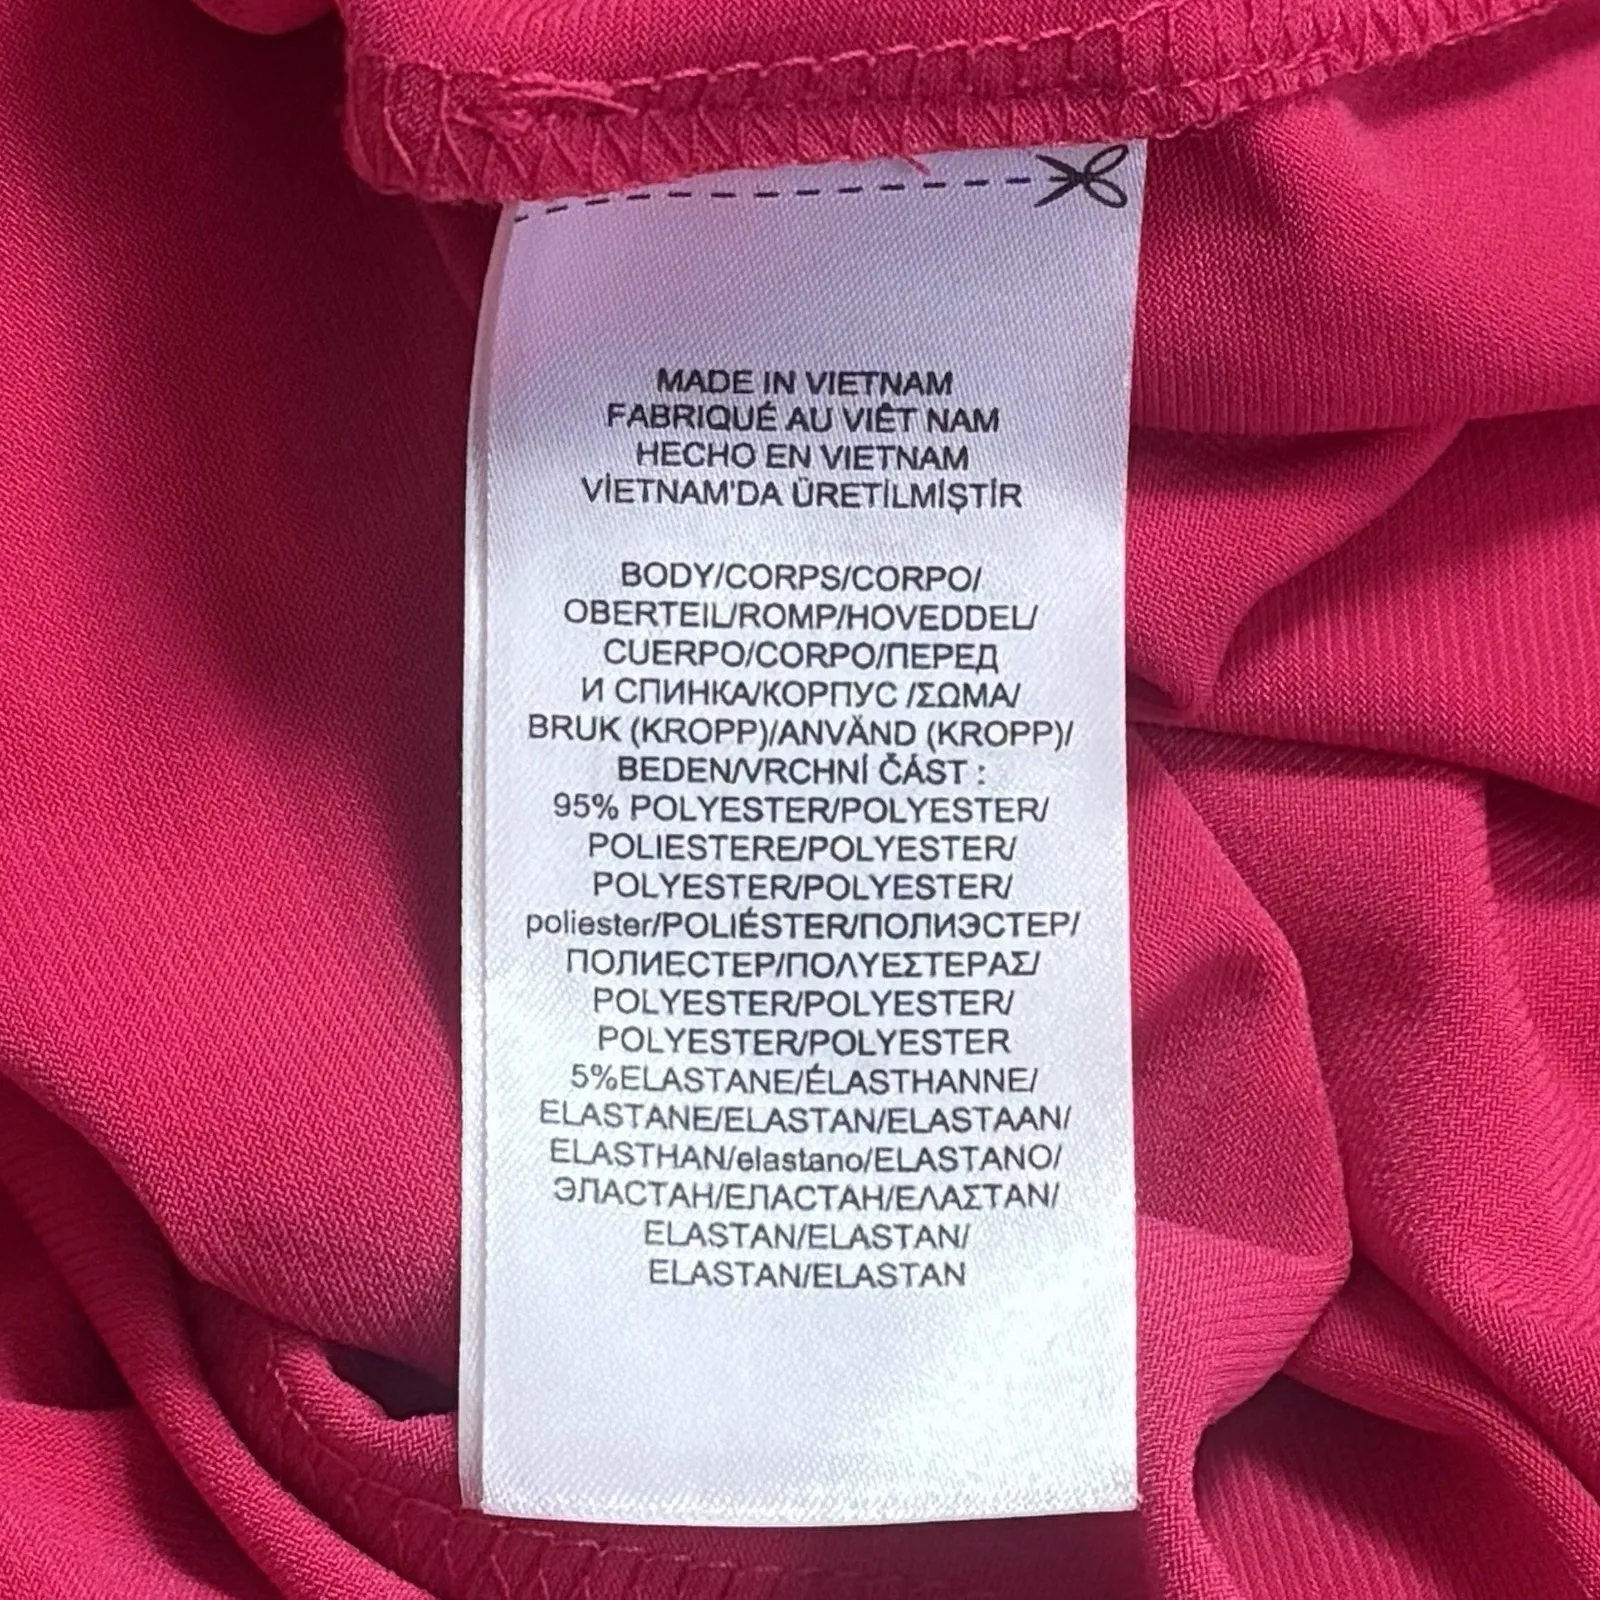 MADE IN VIETNAM
FABRIQUÉ AU VIÊT NAM
HECHO EN VIETNAM
VİETNAM'DA ÜRETİLMİŞTİR
BODY/CORPS/CORPO/
OBERTEIL/ROMP/HOVEDDEL/
CUERPO/CORPO/ПЕРЕД
И СПИНКА/КОРПУС /ΣΩΜΑ/
BRUK (KROPP)/ANVÄND (KROPP)/
BEDEN/VRCHNÍ ČÁST :
95% POLYESTER/POLYESTER/
POLIESTERE/POLYESTER/
POLYESTER/POLYESTER/
poliester/POLIÉSTER/ПОЛИЭСТЕР/
ПОЛИЕСТЕР/ΠΟΛΥΕΣΤΕΡΑΣ/
POLYESTER/POLYESTER/
POLYESTER/POLYESTER
5%ELASTANE/ÉLASTHANNE/
ELASTANE/ELASTAN/ELASTAAN/
ELASTHAN/elastano/ELASTANO/
ЭЛАСТАН/ЕЛАСТАН/ΕΛΑΣΤΑΝ/
ELASTAN/ELASTAN/
ELASTAN/ELASTAN